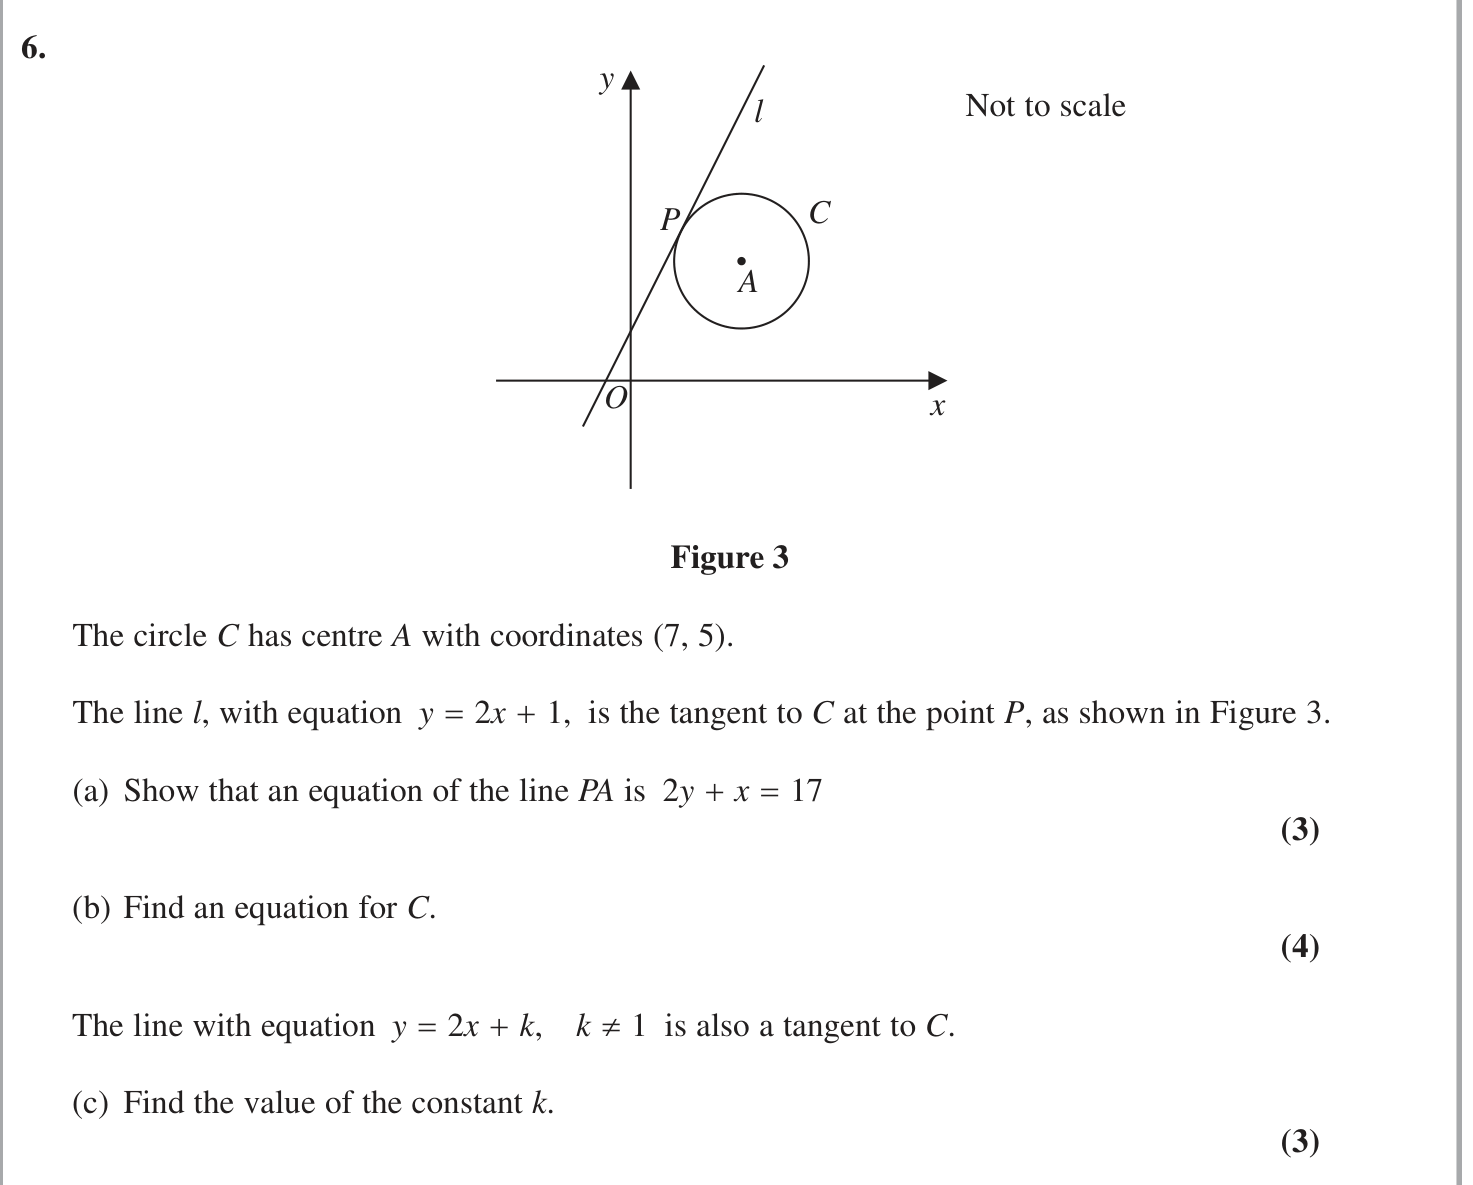 6.
y
l
Not to scale
P
C
A
O
x
Figure 3
The circle C has centre A with coordinates (7, 5).
The line l, with equation y = 2x + 1, is the tangent to C at the point P, as shown in Figure 3.
(a) Show that an equation of the line PA is 2y + x = 17
(3)
(b) Find an equation for C.
(4)
The line with equation y = 2x + k, k ≠ 1 is also a tangent to C.
(c) Find the value of the constant k.
(3)